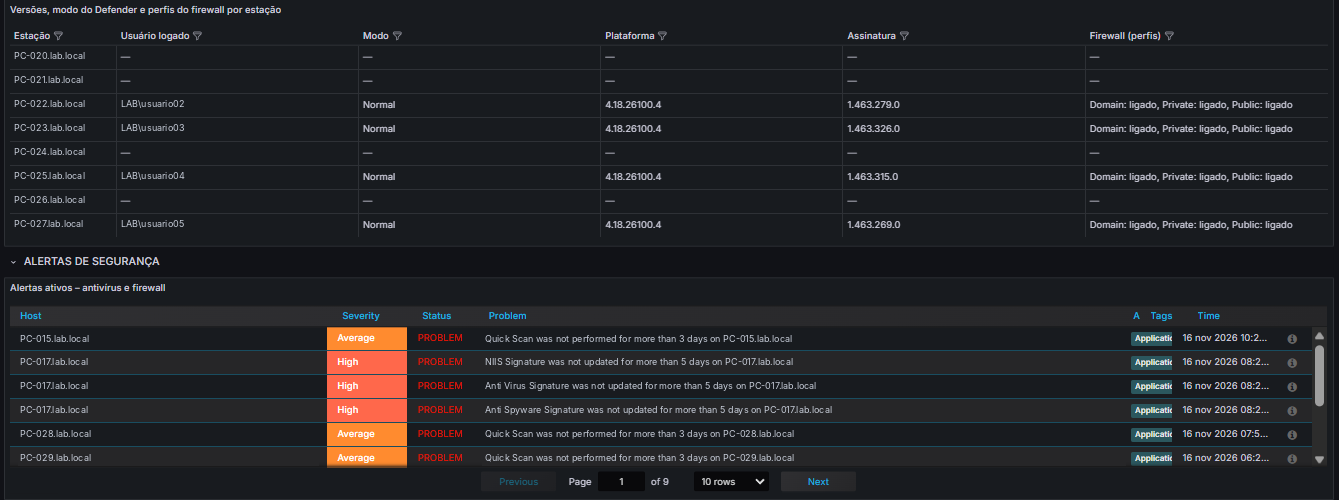 Versões, modo do Defender e perfis do firewall por estação
Estação Usuário logado Modo Plataforma Assinatura Firewall (perfis)
PC-020.lab.local — — — — —
PC-021.lab.local — — — — —
PC-022.lab.local LAB\usuario02 Normal 4.18.26100.4 1.463.279.0 Domain: ligado, Private: ligado, Public: ligado
PC-023.lab.local LAB\usuario03 Normal 4.18.26100.4 1.463.326.0 Domain: ligado, Private: ligado, Public: ligado
PC-024.lab.local — — — — —
PC-025.lab.local LAB\usuario04 Normal 4.18.26100.4 1.463.315.0 Domain: ligado, Private: ligado, Public: ligado
PC-026.lab.local — — — — —
PC-027.lab.local LAB\usuario05 Normal 4.18.26100.4 1.463.269.0 Domain: ligado, Private: ligado, Public: ligado
ALERTAS DE SEGURANÇA
Alertas ativos – antivírus e firewall
Host Severity Status Problem A Tags Time
PC-015.lab.local Average PROBLEM Quick Scan was not performed for more than 3 days on PC-015.lab.local Applicatic 16 nov 2026 10:2...
PC-017.lab.local High PROBLEM NIIS Signature was not updated for more than 5 days on PC-017.lab.local Applicatic 16 nov 2026 08:2...
PC-017.lab.local High PROBLEM Anti Virus Signature was not updated for more than 5 days on PC-017.lab.local Applicatic 16 nov 2026 08:2...
PC-017.lab.local High PROBLEM Anti Spyware Signature was not updated for more than 5 days on PC-017.lab.local Applicatic 16 nov 2026 08:2...
PC-028.lab.local Average PROBLEM Quick Scan was not performed for more than 3 days on PC-028.lab.local Applicatic 16 nov 2026 07:5...
PC-029.lab.local Average PROBLEM Quick Scan was not performed for more than 3 days on PC-029.lab.local Applicatic 16 nov 2026 06:2...
Previous Page 1 of 9 10 rows Next